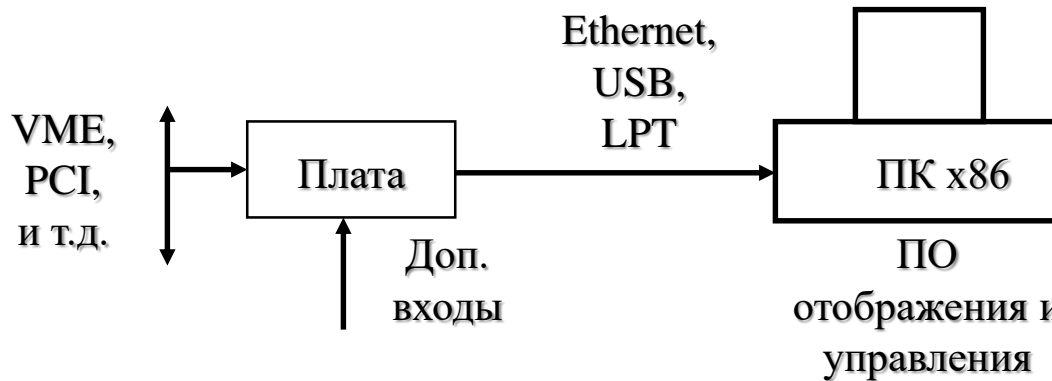 VME,
PCI,
и т.д.
Плата
Доп.
входы
Ethernet,
USB,
LPT
ПК x86
ПО
отображения и
управления